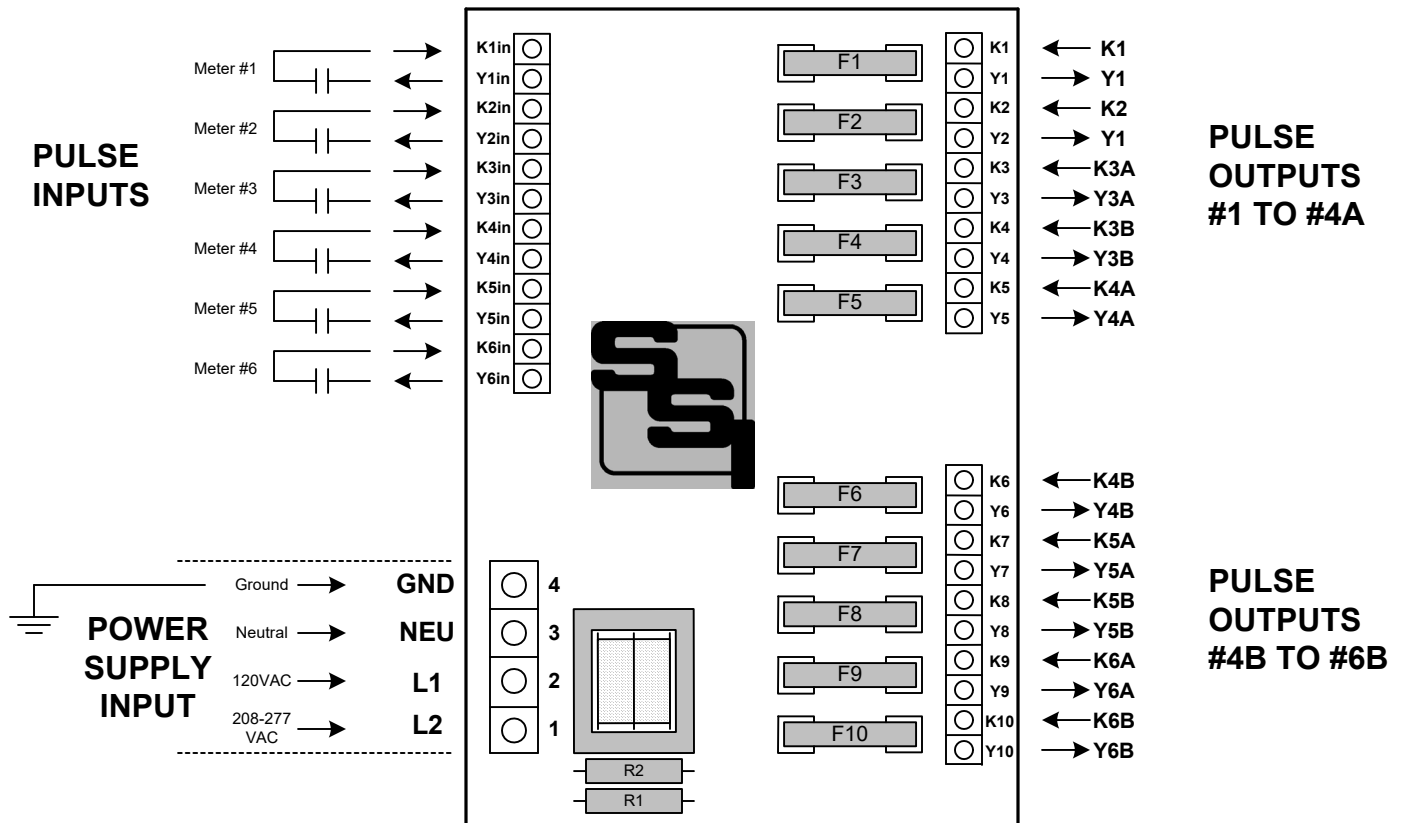 PULSE
INPUTS
Meter #1
Meter #2
Meter #3
Meter #4
Meter #5
Meter #6
K1in
Y1in
K2in
Y2in
K3in
Y3in
K4in
Y4in
K5in
Y5in
K6in
Y6in
F1
F2
F3
F4
F5
K1
Y1
K2
Y2
K3
Y3
K4
Y4
K5
Y5
K1
Y1
K2
Y1
K3A
Y3A
K3B
Y3B
K4A
Y4A
PULSE
OUTPUTS
#1 TO #4A
SSI
POWER
SUPPLY
INPUT
Ground
Neutral
120VAC
208-277
VAC
GND
NEU
L1
L2
4
3
2
1
R2
R1
F6
F7
F8
F9
F10
K6
Y6
K7
Y7
K8
Y8
K9
Y9
K10
Y10
K4B
Y4B
K5A
Y5A
K5B
Y5B
K6A
Y6A
K6B
Y6B
PULSE
OUTPUTS
#4B TO #6B